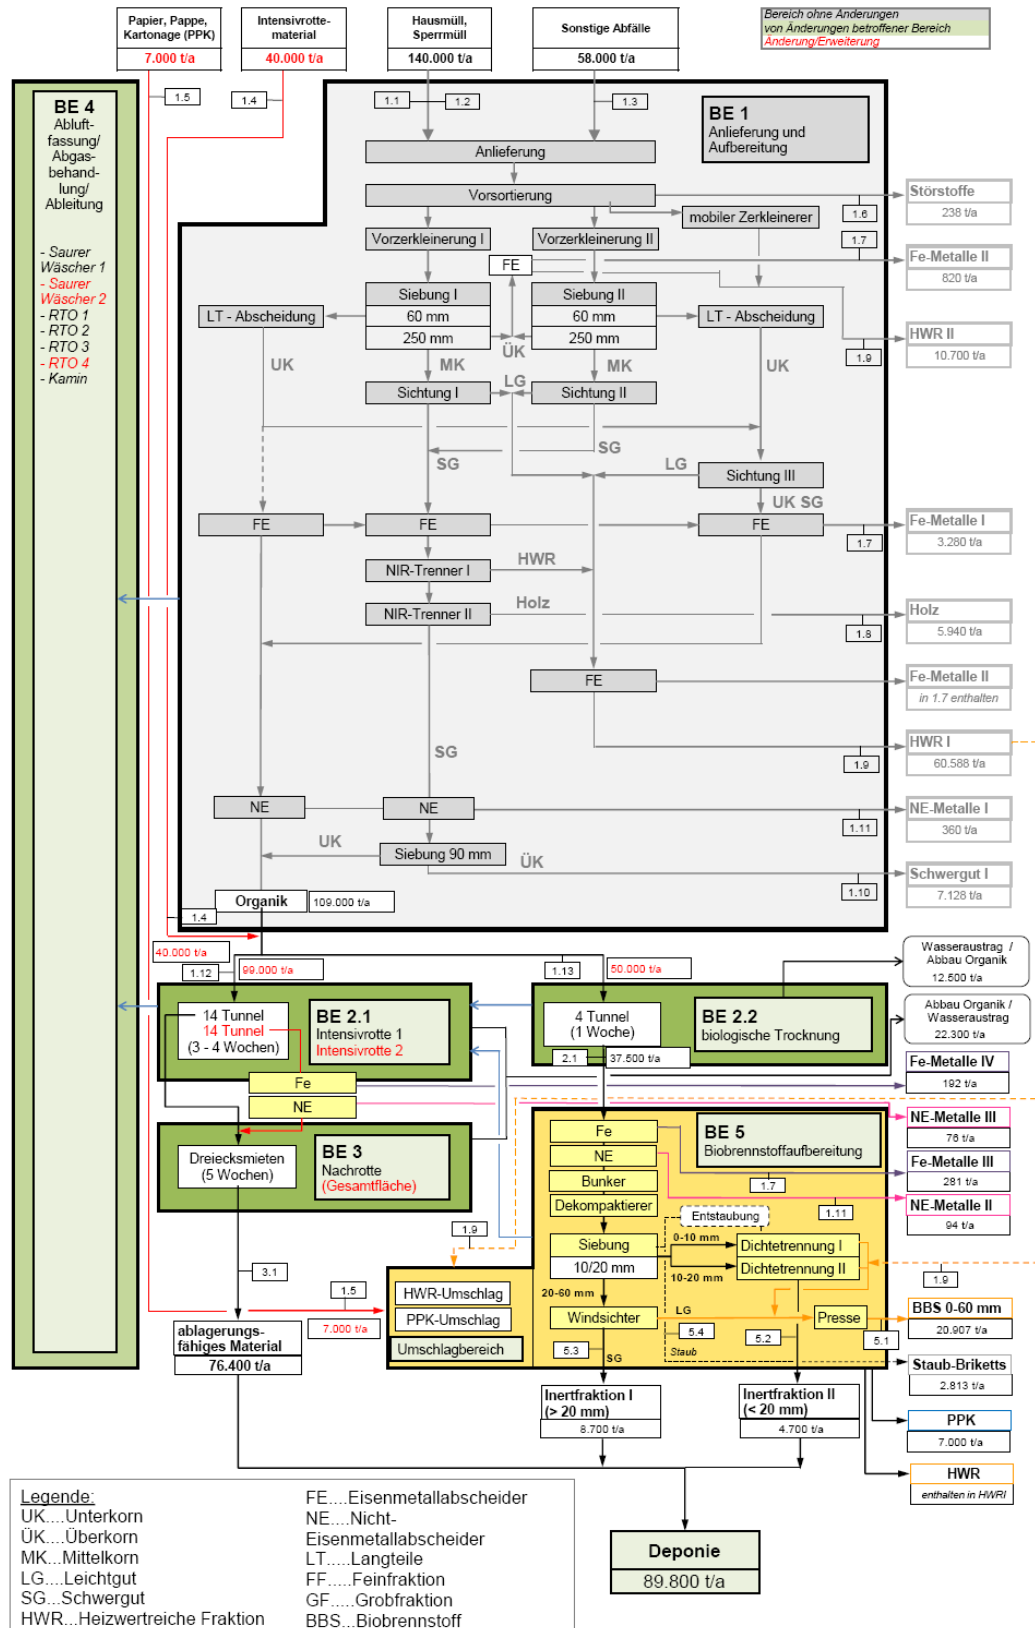 Papier, Pappe,
Kartonage (PPK)
7.000 t/a
Intensivrotte-
material
40.000 t/a
Hausmüll,
Sperrmüll
140.000 t/a
Sonstige Abfälle
58.000 t/a
Bereich ohne Änderungen
von Änderungen betroffener Bereich
Änderung/Erweiterung
1.5
1.4
1.1
1.2
1.3
BE 4
Abluft-
fassung/
Abgas-
behand-
lung/
Ableitung
- Saurer
Wäscher 1
- Saurer
Wäscher 2
- RTO 1
- RTO 2
- RTO 3
- RTO 4
- Kamin
BE 1
Anlieferung und
Aufbereitung
Anlieferung
Vorsortierung
mobiler Zerkleinerer
1.6
Störstoffe
238 t/a
Vorzerkleinerung I
Vorzerkleinerung II
1.7
FE
Fe-Metalle II
820 t/a
Siebung I
60 mm
250 mm
Siebung II
60 mm
250 mm
LT - Abscheidung
LT - Abscheidung
ÜK
UK
MK
MK
UK
1.9
HWR II
10.700 t/a
LG
Sichtung I
Sichtung II
SG
SG
LG
Sichtung III
UK SG
FE
FE
FE
1.7
Fe-Metalle I
3.280 t/a
NIR-Trenner I
HWR
NIR-Trenner II
Holz
1.8
Holz
5.940 t/a
FE
Fe-Metalle II
in 1.7 enthalten
SG
1.9
HWR I
60.588 t/a
NE
NE
1.11
NE-Metalle I
360 t/a
UK
Siebung 90 mm
ÜK
1.10
Schwergut I
7.128 t/a
Organik
109.000 t/a
1.4
40.000 t/a
1.12
99.000 t/a
1.13
50.000 t/a
Wasseraustrag /
Abbau Organik
12.500 t/a
14 Tunnel
14 Tunnel
(3 - 4 Wochen)
BE 2.1
Intensivrotte 1
Intensivrotte 2
4 Tunnel
(1 Woche)
BE 2.2
biologische Trocknung
Abbau Organik /
Wasseraustrag
22.300 t/a
2.1
37.500 t/a
Fe
NE
Fe-Metalle IV
192 t/a
NE-Metalle III
76 t/a
Dreiecksmieten
(5 Wochen)
BE 3
Nachrotte
(Gesamtfläche)
Fe
NE
Bunker
Dekompaktierer
BE 5
Biobrennstoffaufbereitung
1.7
1.11
Fe-Metalle III
281 t/a
NE-Metalle II
94 t/a
Entstaubung
1.9
Siebung
10/20 mm
0-10 mm
10-20 mm
Dichtetrennung I
Dichtetrennung II
3.1
1.5
7.000 t/a
HWR-Umschlag
PPK-Umschlag
Umschlagbereich
20-60 mm
Windsichter
LG
5.4
5.2
Presse
5.1
1.9
BBS 0-60 mm
20.907 t/a
5.3
SG
Staub
Staub-Briketts
2.813 t/a
ablagerungs-
fähiges Material
76.400 t/a
Inertfraktion I
(> 20 mm)
8.700 t/a
Inertfraktion II
(< 20 mm)
4.700 t/a
PPK
7.000 t/a
HWR
enthalten in HWRI
Legende:
UK....Unterkorn
ÜK....Überkorn
MK...Mittelkorn
LG....Leichtgut
SG...Schwergut
HWR...Heizwertreiche Fraktion
FE....Eisenmetallabscheider
NE....Nicht-
Eisenmetallabscheider
LT.....Langteile
FF.....Feinfraktion
GF....Grobfraktion
BBS...Biobrennstoff
Deponie
89.800 t/a